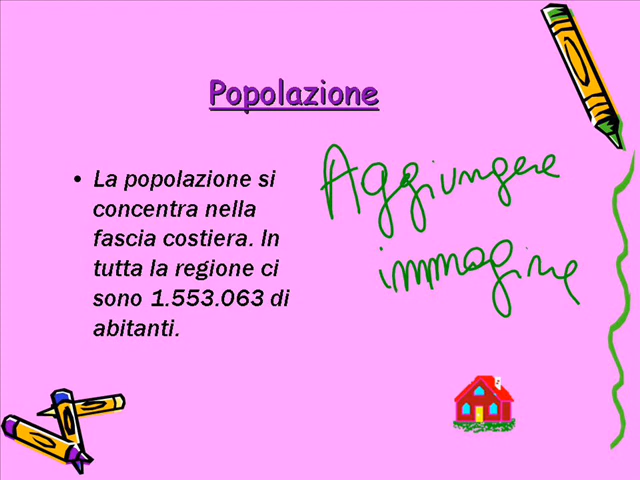 Popolazione
• La popolazione si
concentra nella
fascia costiera. In
tutta la regione ci
sono 1.553.063 di
abitanti.
Aggiungere
immagine